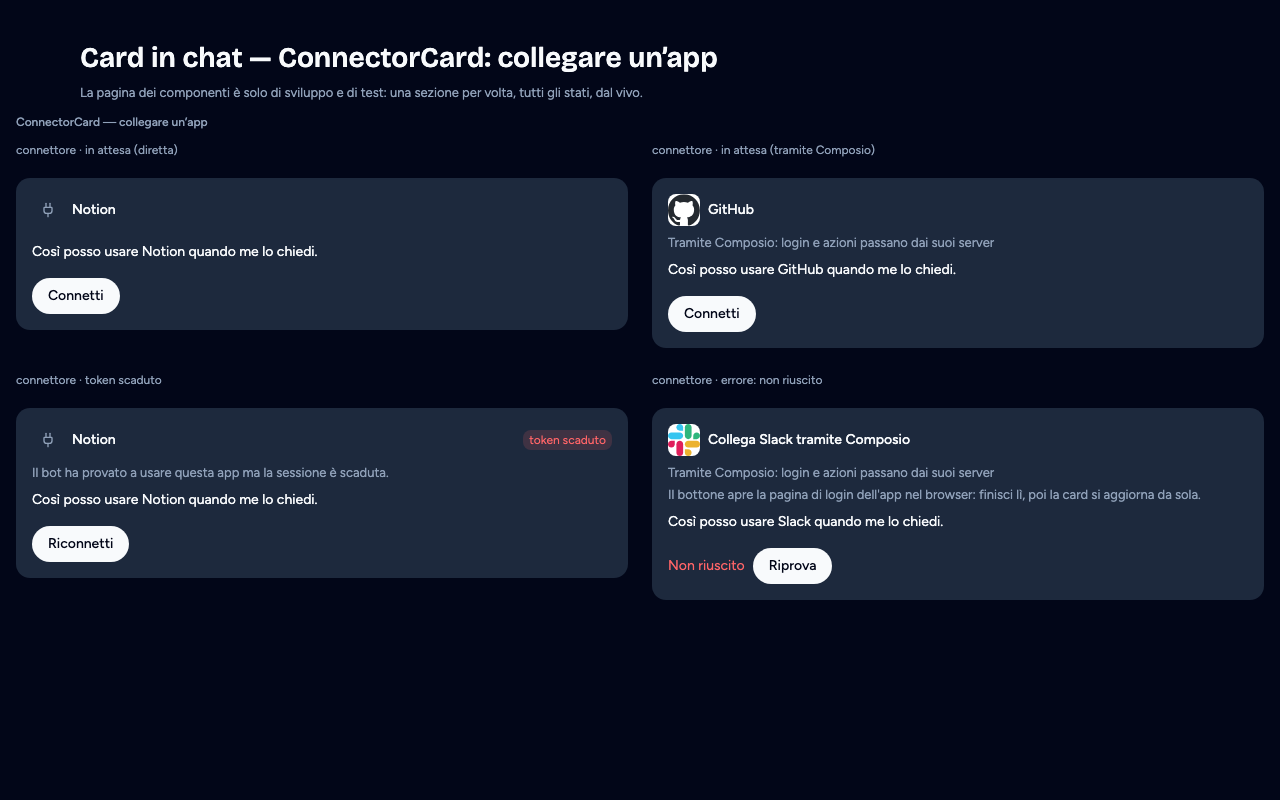 Card in chat — ConnectorCard: collegare un’app
La pagina dei componenti è solo di sviluppo e di test: una sezione per volta, tutti gli stati, dal vivo.
ConnectorCard — collegare un’app
connettore · in attesa (diretta)
Notion
Così posso usare Notion quando me lo chiedi.
Connetti
connettore · in attesa (tramite Composio)
GitHub
Tramite Composio: login e azioni passano dai suoi server
Così posso usare GitHub quando me lo chiedi.
Connetti
connettore · token scaduto
Notion
token scaduto
Il bot ha provato a usare questa app ma la sessione è scaduta.
Così posso usare Notion quando me lo chiedi.
Riconnetti
connettore · errore: non riuscito
Collega Slack tramite Composio
Tramite Composio: login e azioni passano dai suoi server
Il bottone apre la pagina di login dell'app nel browser: finisci lì, poi la card si aggiorna da sola.
Così posso usare Slack quando me lo chiedi.
Non riuscito
Riprova